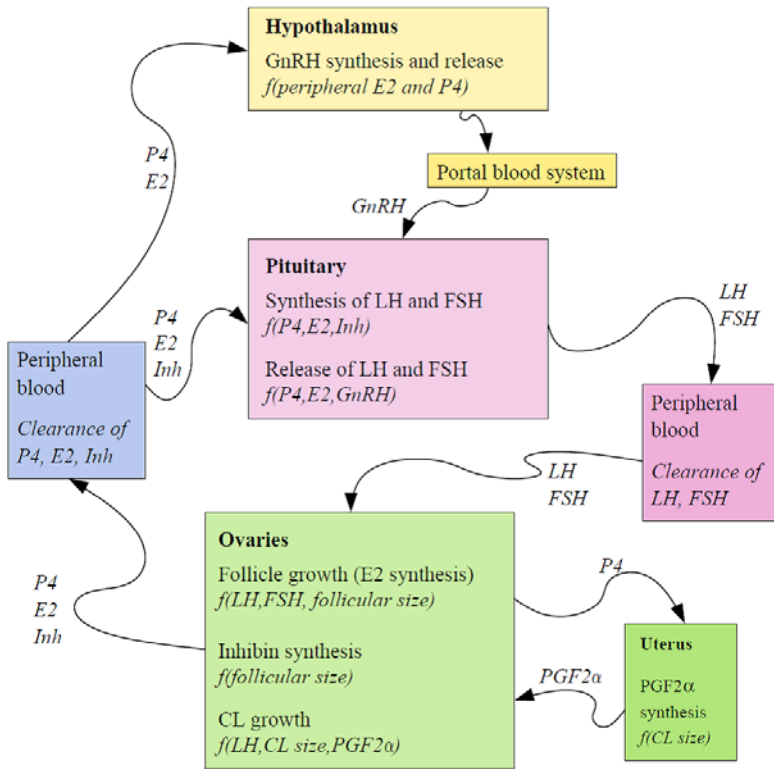 Hypothalamus
GnRH synthesis and release
f(peripheral E2 and P4)
P4
E2
Portal blood system
GnRH
Pituitary
Synthesis of LH and FSH
f(P4,E2,Inh)
Release of LH and FSH
f(P4,E2,GnRH)
P4
E2
Inh
LH
FSH
Peripheral
blood
Clearance of
P4, E2, Inh
Peripheral
blood
Clearance of
LH, FSH
LH
FSH
Ovaries
Follicle growth (E2 synthesis)
f(LH,FSH, follicular size)
Inhibin synthesis
f(follicular size)
CL growth
f(LH,CL size,PGF2α)
P4
E2
Inh
P4
PGF2α
Uterus
PGF2α
synthesis
f(CL size)